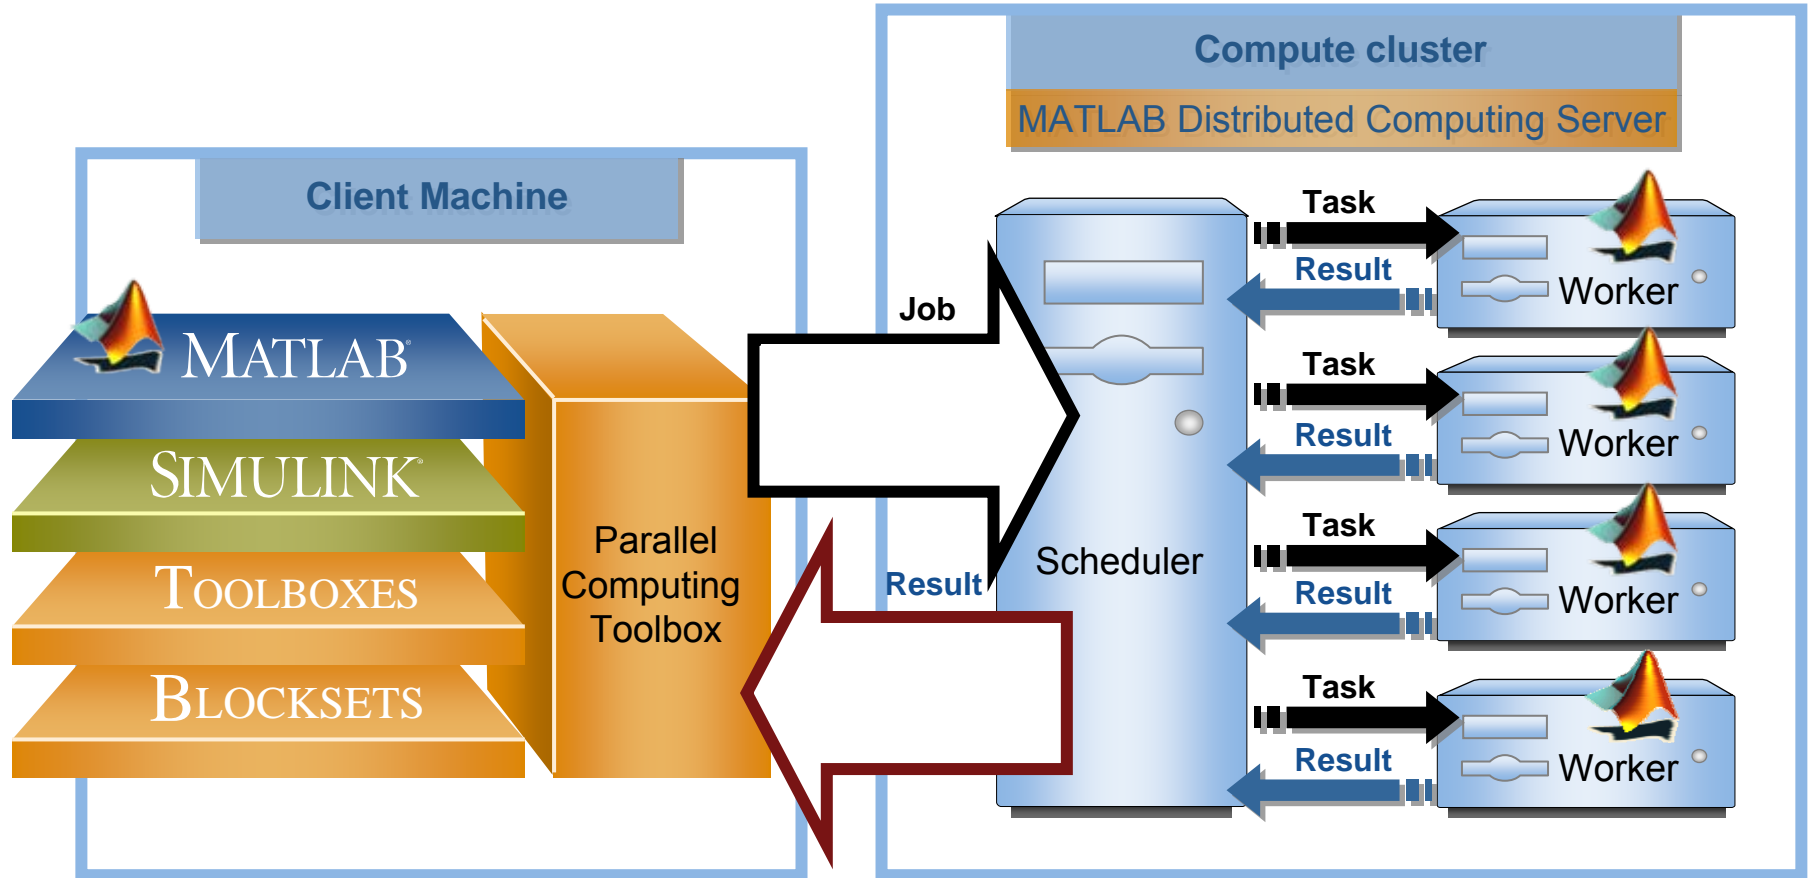 Compute cluster
MATLAB Distributed Computing Server
Client Machine
MATLAB®
SIMULINK®
TOOLBOXES
BLOCKSETS
Parallel
Computing
Toolbox
Job
Result
Scheduler
Task
Result
Worker
Task
Result
Worker
Task
Result
Worker
Task
Result
Worker